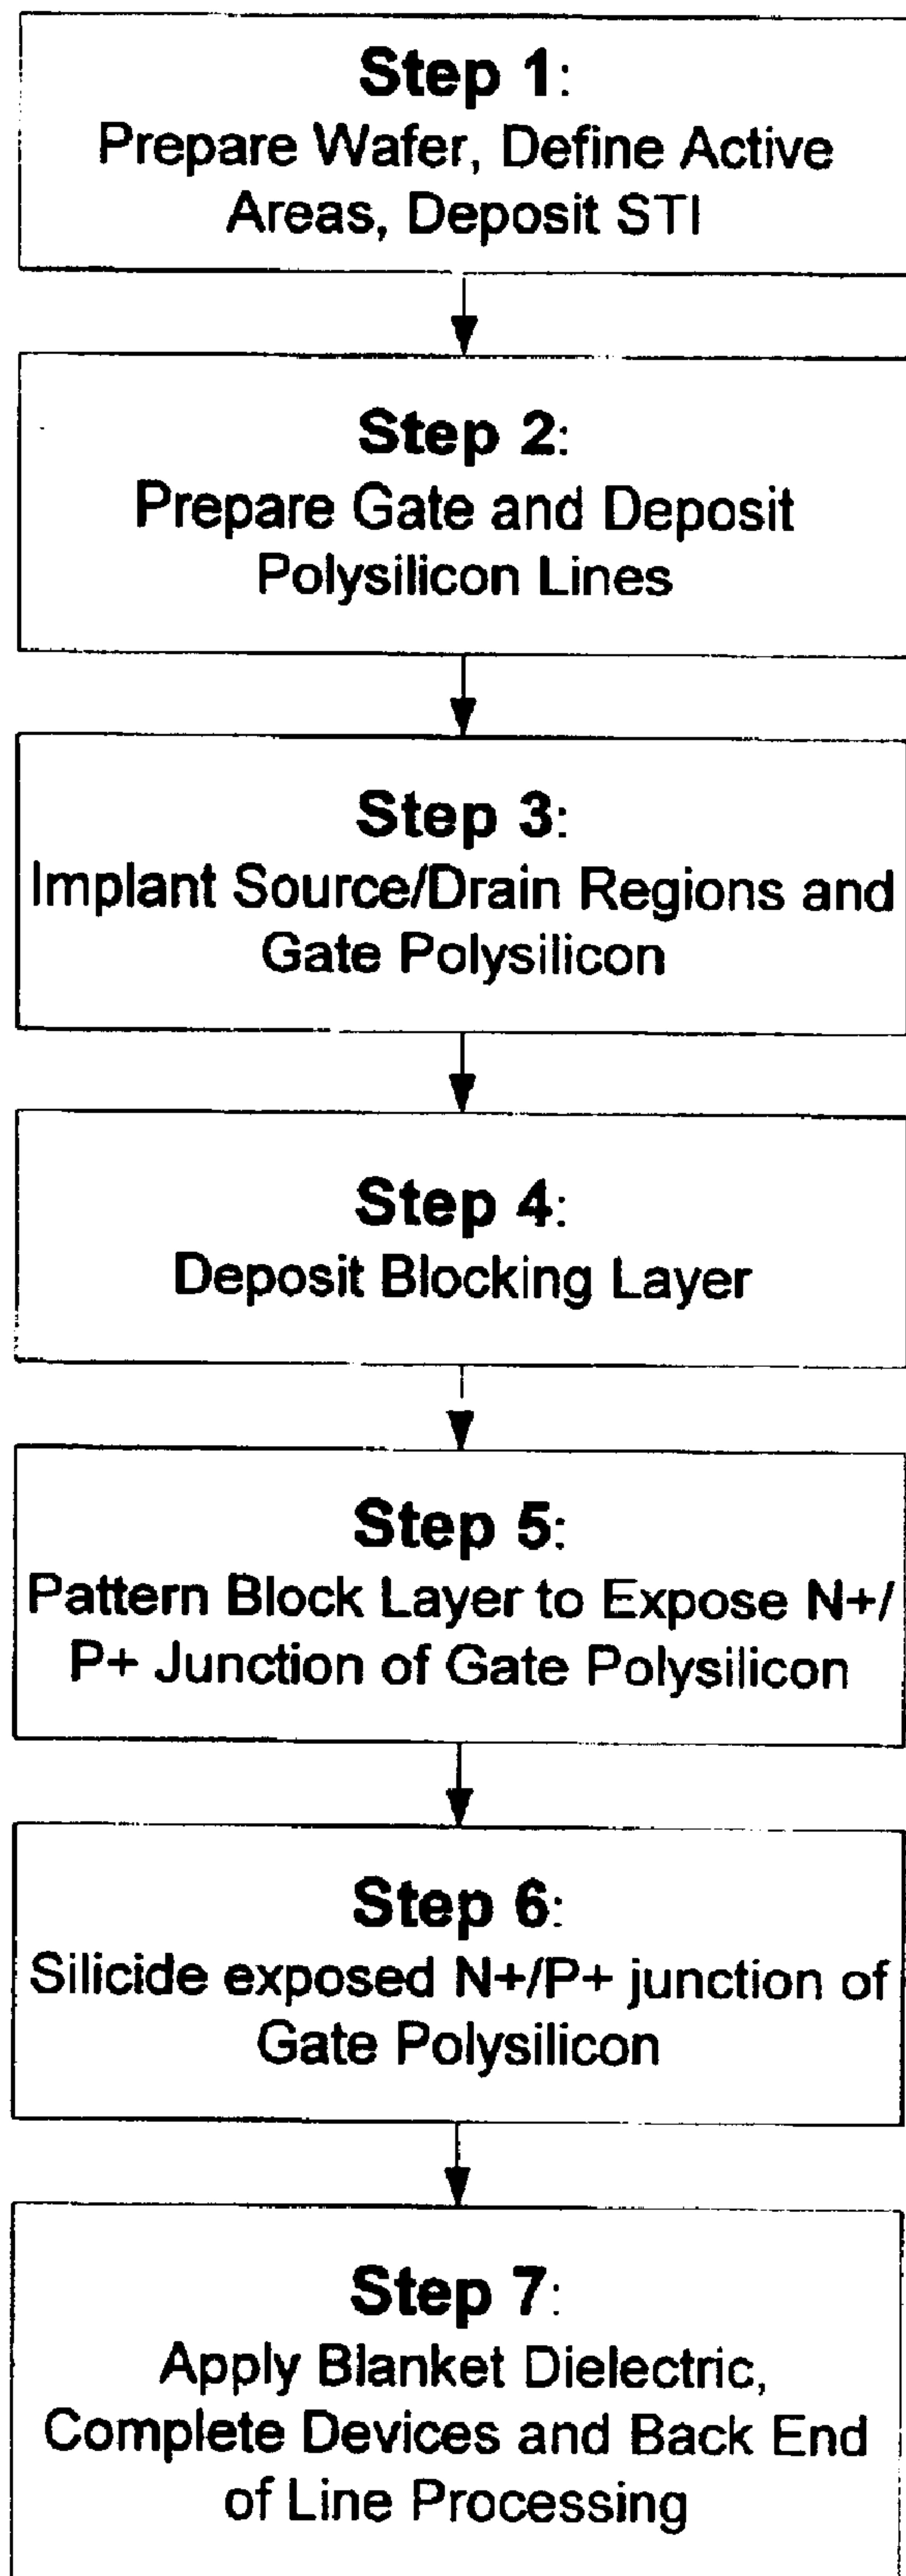 Step 1:
Prepare Wafer, Define Active
Areas, Deposit STI
Step 2:
Prepare Gate and Deposit
Polysilicon Lines
Step 3:
Implant Source/Drain Regions and
Gate Polysilicon
Step 4:
Deposit Blocking Layer
Step 5:
Pattern Block Layer to Expose N+/
P+ Junction of Gate Polysilicon
Step 6:
Silicide exposed N+/P+ junction of
Gate Polysilicon
Step 7:
Apply Blanket Dielectric,
Complete Devices and Back End
of Line Processing